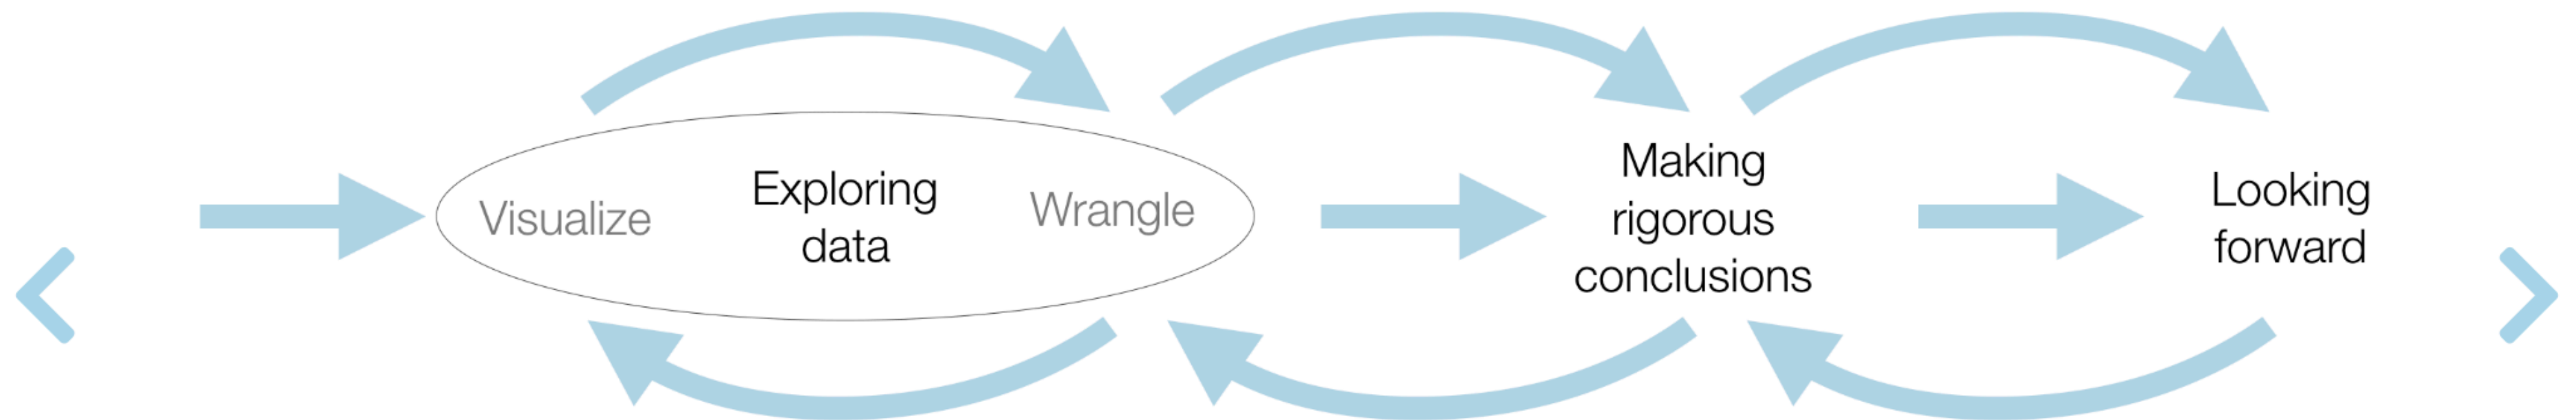 Visualize
Exploring
data
Wrangle
Making
rigorous
conclusions
Looking
forward